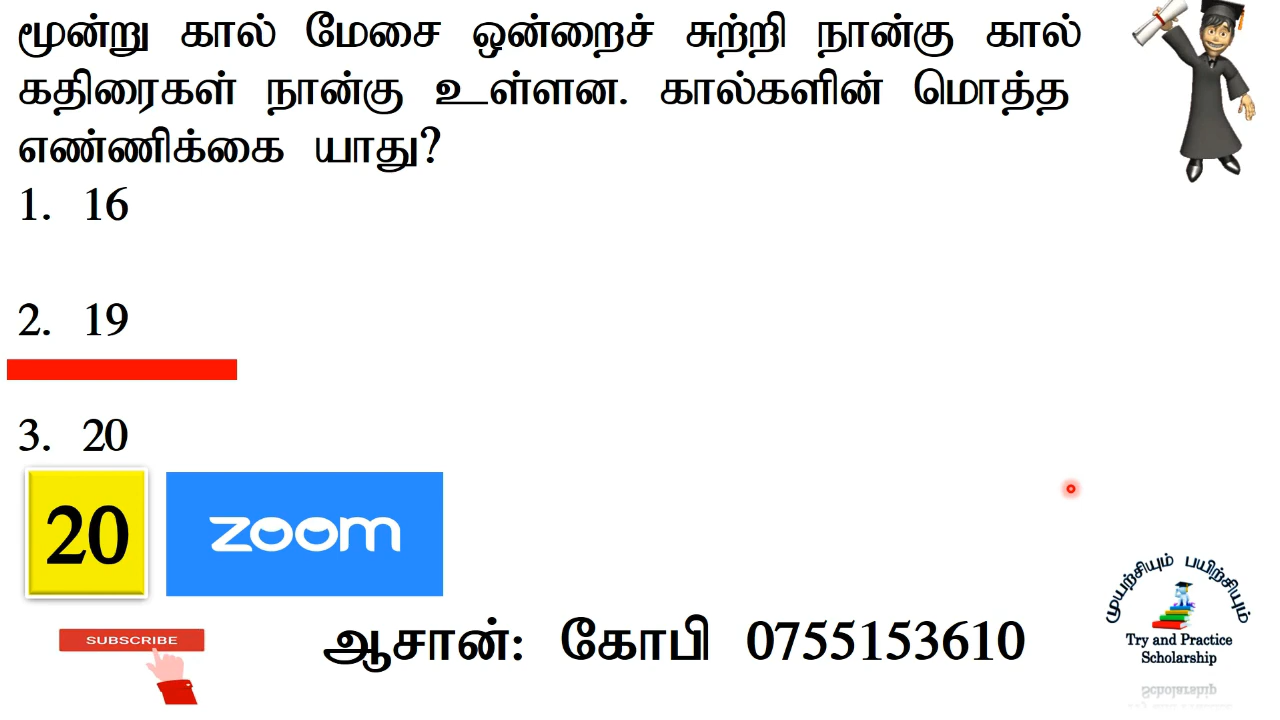 மூன்று கால் மேசை ஒன்றைச் சுற்றி நான்கு கால்
கதிரைகள் நான்கு உள்ளன. கால்களின் மொத்த
எண்ணிக்கை யாது?
1. 16
2. 19
3. 20
20
zoom
SUBSCRIBE
ஆசான்: கோபி 0755153610
முயற்சியும் பயிற்சியும்
Try and Practice
Scholarship